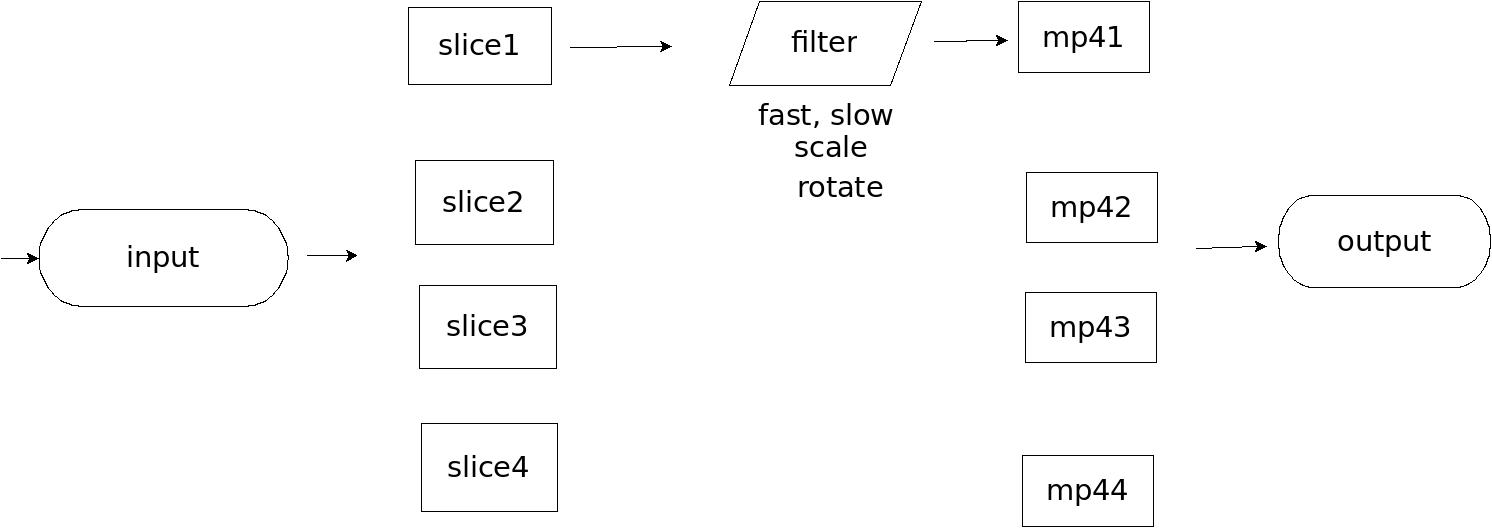 slice1
filter
mp41
fast, slow
scale
rotate
slice2
mp42
input
output
slice3
mp43
slice4
mp44